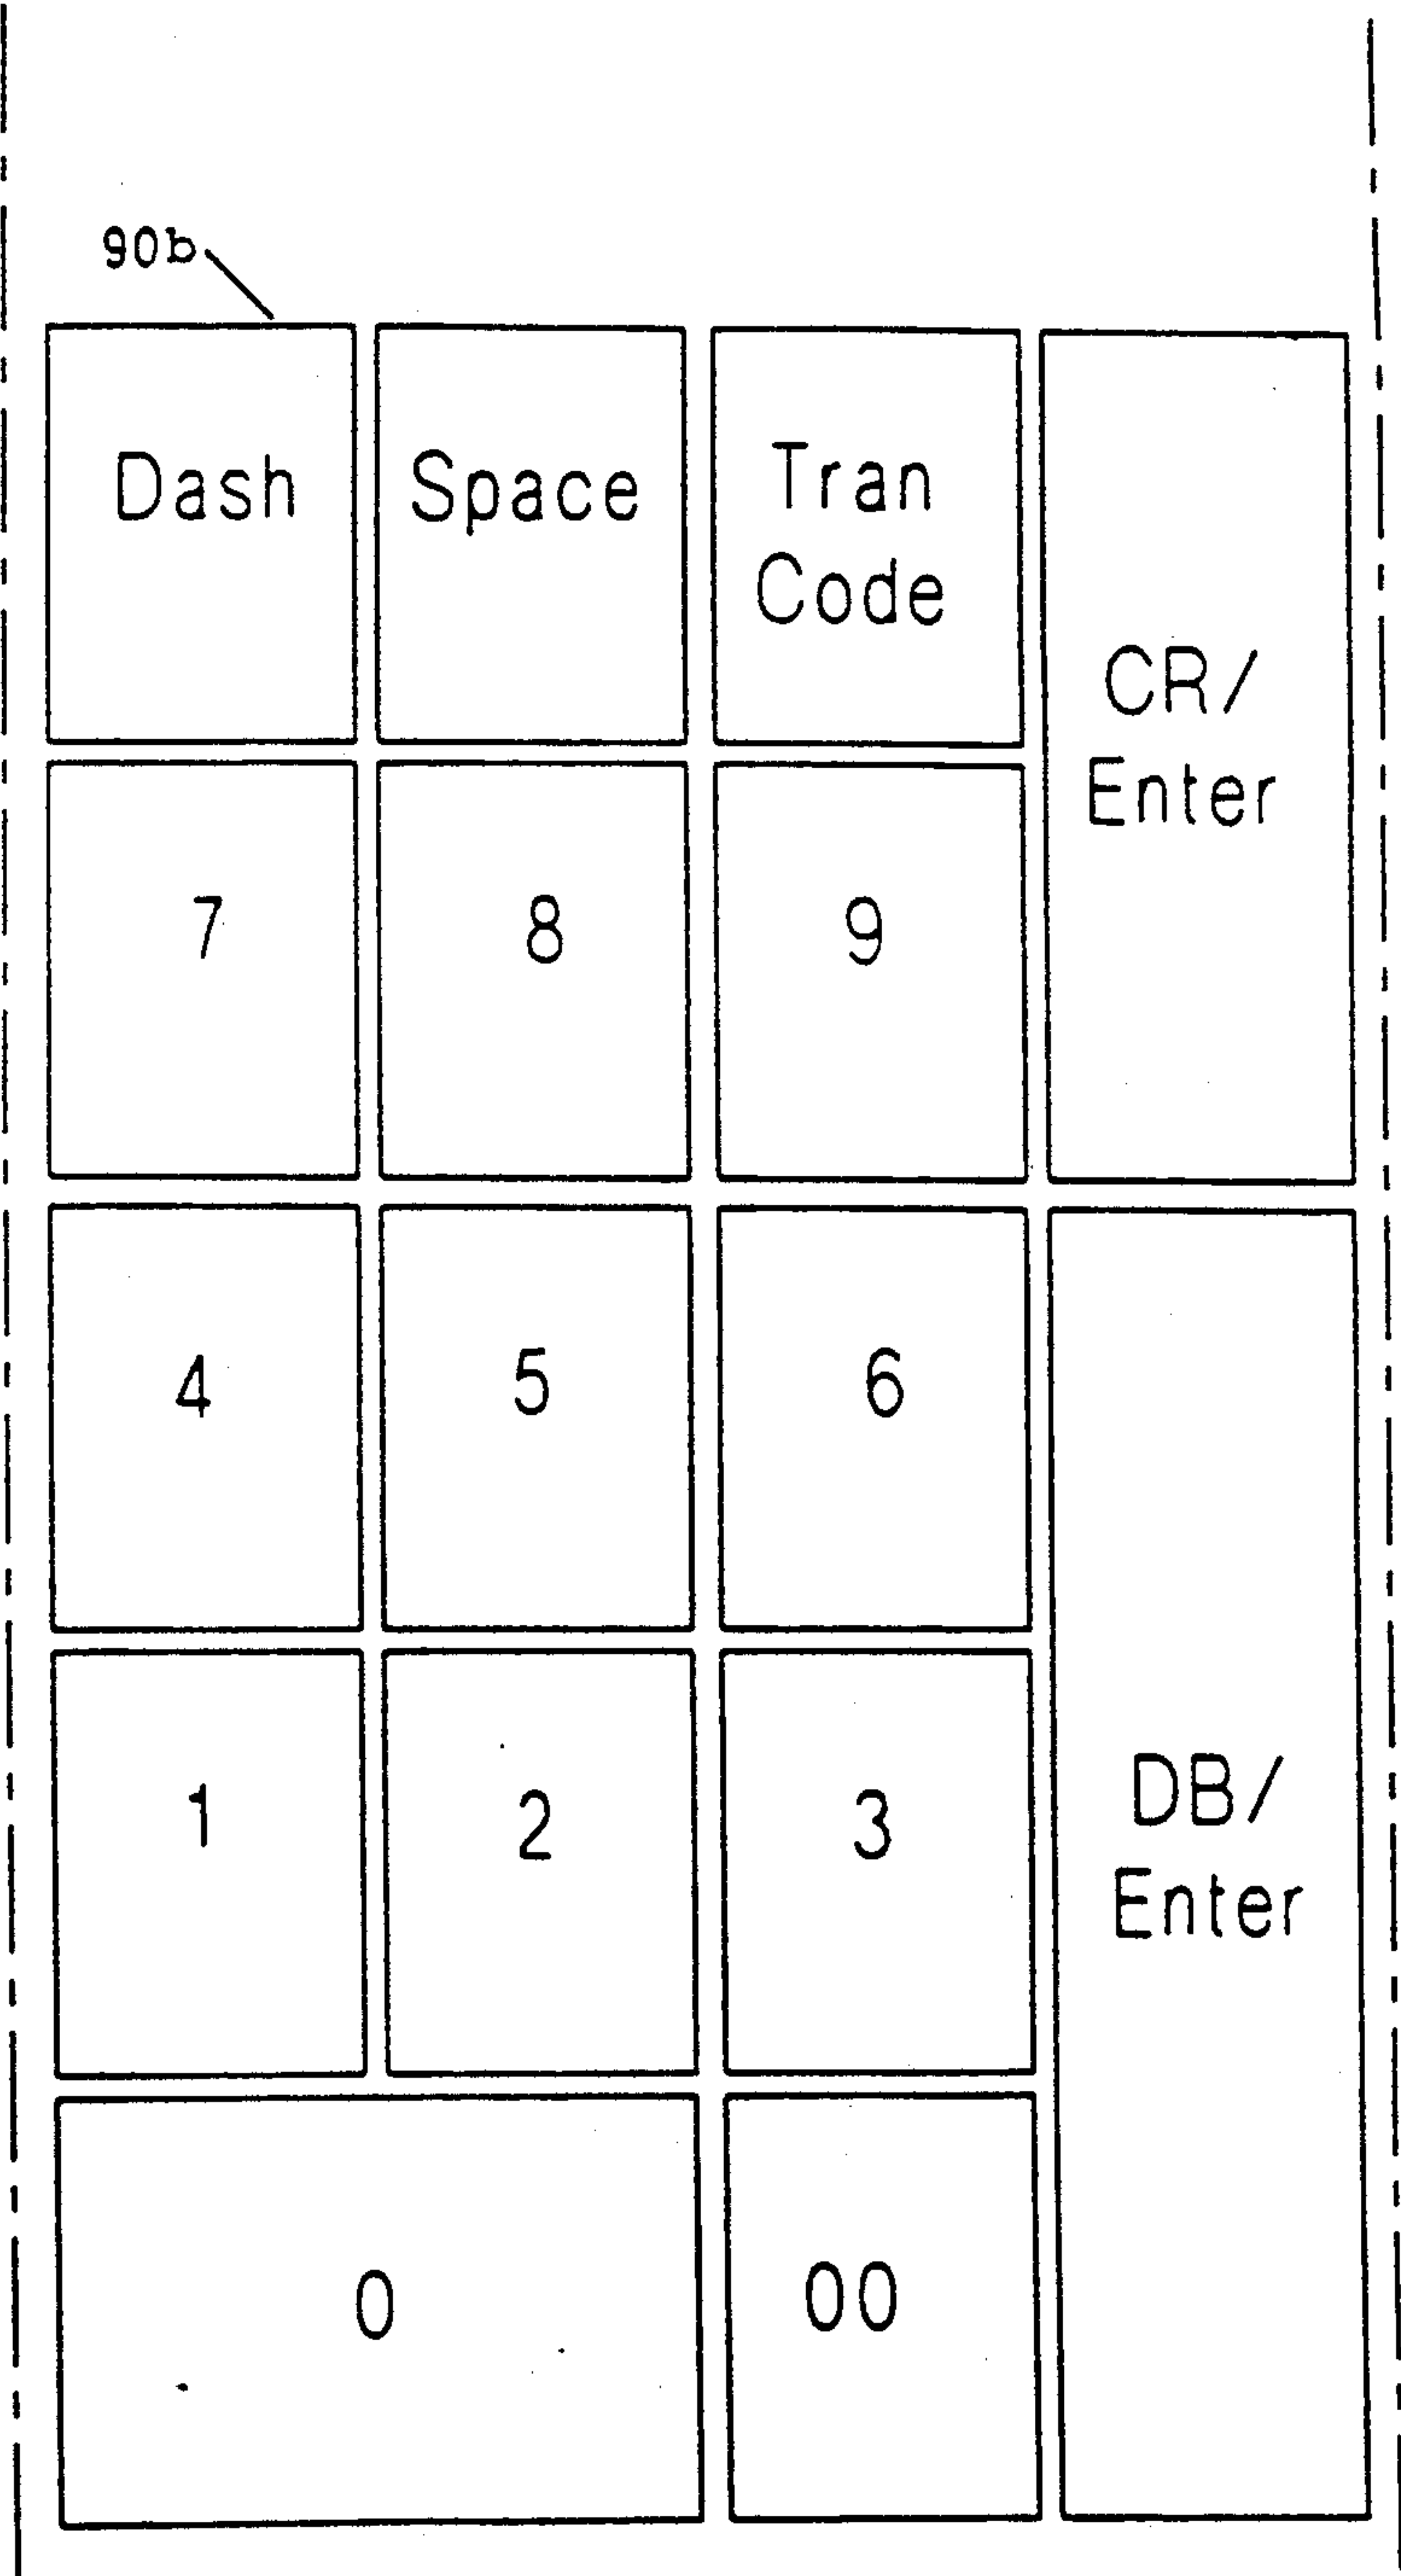 90b
Dash
Space
Tran
Code
CR/
Enter
7
8
9
4
5
6
DB/
Enter
1
2
3
0
00